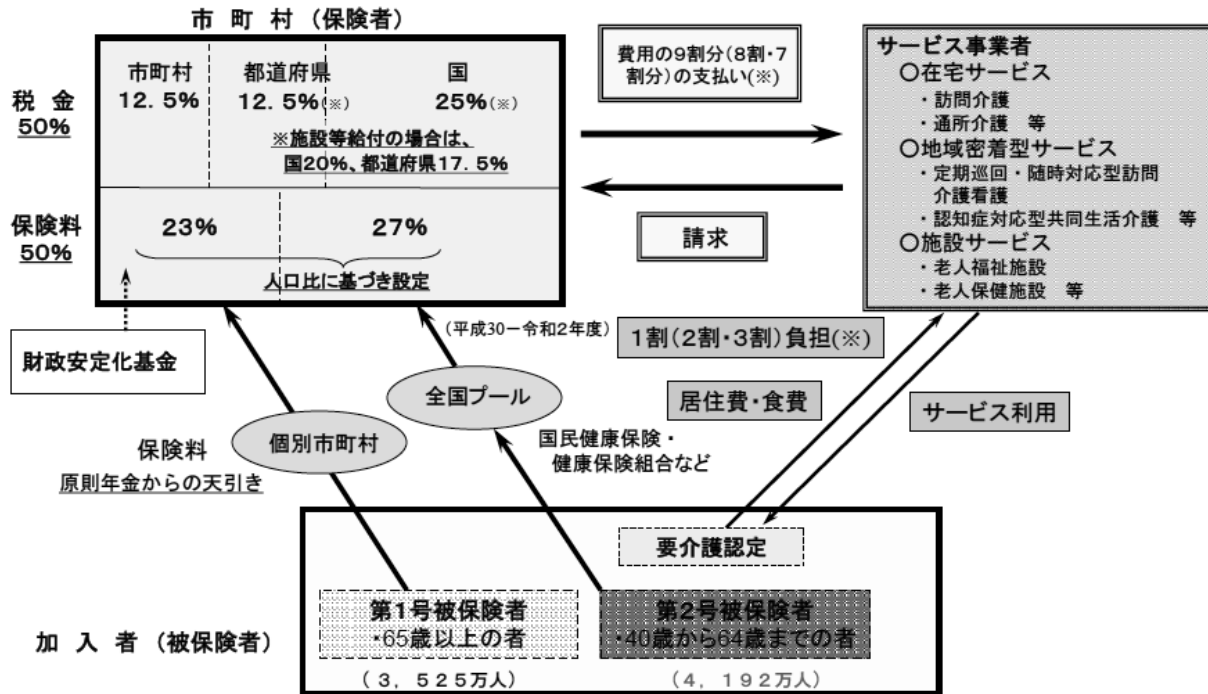 市 町 村 (保険者)
税 金
50%
市町村
12.5%
都道府県
12.5%(※)
国
25%(※)
※施設等給付の場合は、
国20%、都道府県17.5%
保険料
50%
23%
27%
人口比に基づき設定
費用の9割分(8割・7
割分)の支払い(※)
請求
サービス事業者
○在宅サービス
・訪問介護
・通所介護 等
○地域密着型サービス
・定期巡回・随時対応型訪問
介護看護
・認知症対応型共同生活介護 等
○施設サービス
・老人福祉施設
・老人保健施設 等
財政安定化基金
(平成30-令和2年度)
1割(2割・3割)負担(※)
居住費・食費
サービス利用
全国プール
個別市町村
保険料
原則年金からの天引き
国民健康保険・
健康保険組合など
要介護認定
加 入 者 (被保険者)
第1号被保険者
・65歳以上の者
(3,525万人)
第2号被保険者
・40歳から64歳までの者
(4,192万人)